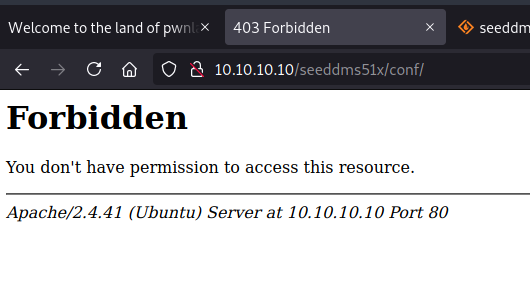 Welcome to the land of pwnl
403 Forbidden
seeddm
10.10.10.10/seeddms51x/conf/
Forbidden
You don't have permission to access this resource.
Apache/2.4.41 (Ubuntu) Server at 10.10.10.10 Port 80